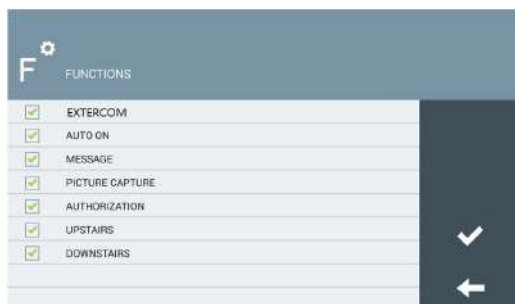 F
FUNCTIONS
EXTERCOM
AUTO ON
MESSAGE
PICTURE CAPTURE
AUTHORIZATION
UPSTAIRS
DOWNSTAIRS